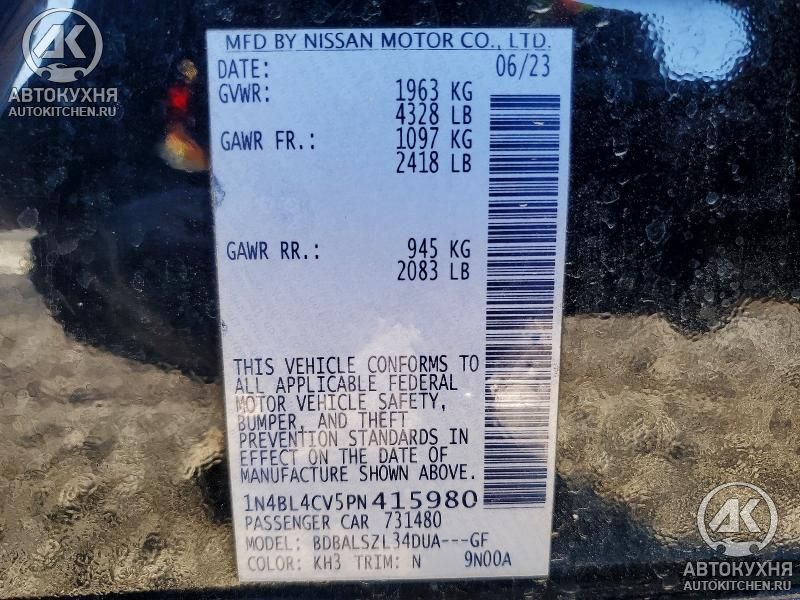 AK
АВТОКУХНЯ
AUTOKITCHEN.RU
MFD BY NISSAN MOTOR CO., LTD.
DATE: 06/23
GVWR: 1963 KG
4328 LB
GAWR FR.: 1097 KG
2418 LB
GAWR RR.: 945 KG
2083 LB
THIS VEHICLE CONFORMS TO
ALL APPLICABLE FEDERAL
MOTOR VEHICLE SAFETY,
BUMPER, AND THEFT
PREVENTION STANDARDS IN
EFFECT ON THE DATE OF
MANUFACTURE SHOWN ABOVE.
1N4BL4CV5PN415980
PASSENGER CAR 731480
MODEL: BDBALSZL34DUA---GF
COLOR: KH3 TRIM: N 9N00A
AK
АВТОКУХНЯ
AUTOKITCHEN.RU